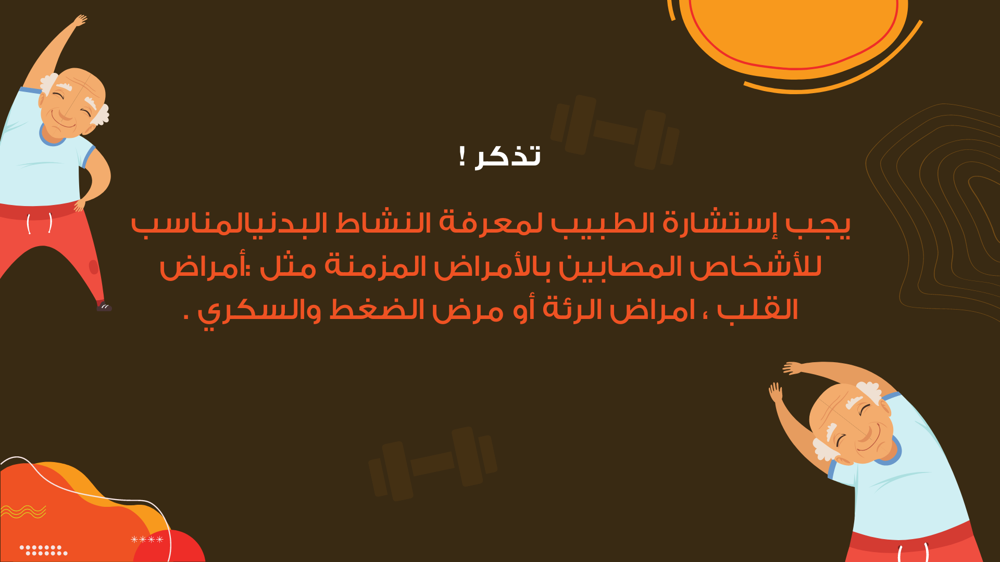 تذكر !
يجب إستشارة الطبيب لمعرفة النشاط البدنيالمناسب
للأشخاص المصابين بالأمراض المزمنة مثل :أمراض
القلب ، امراض الرئة أو مرض الضغط والسكري .